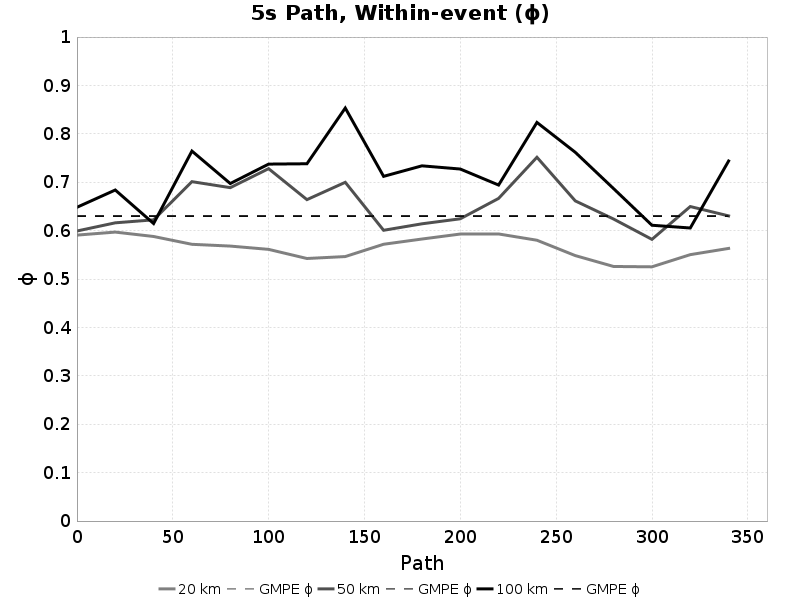 5s Path, Within-event (ϕ)
1
0.9
0.8
0.7
0.6
0.5
0.4
0.3
0.2
0.1
0
ϕ
0 50 100 150 200 250 300 350
Path
20 km GMPE ϕ 50 km GMPE ϕ 100 km GMPE ϕ